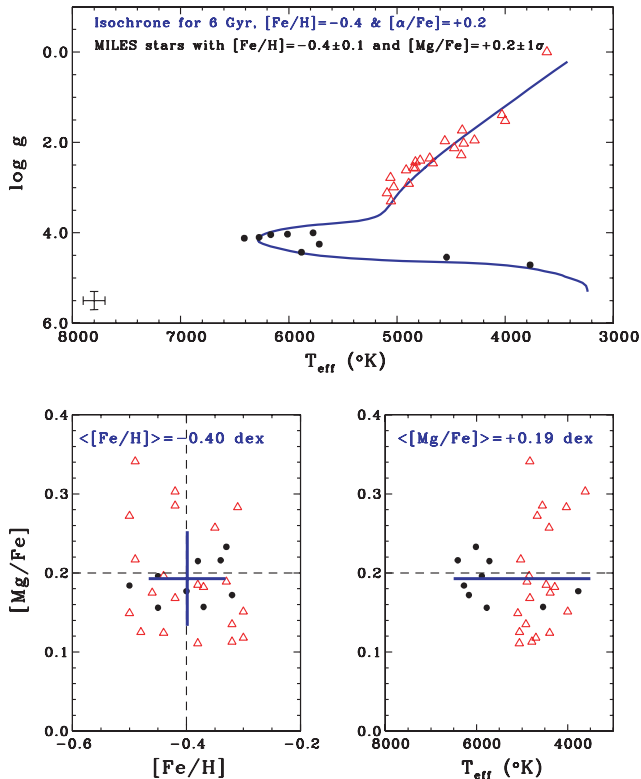 Isochrone for 6 Gyr, [Fe/H]=-0.4 & [α/Fe]=+0.2
MILES stars with [Fe/H]=-0.4±0.1 and [Mg/Fe]=+0.2±1σ
0.0
2.0
4.0
6.0
log g
8000 7000 6000 5000 4000 3000
T_eff (°K)
<[Fe/H]>=-0.40 dex
<[Mg/Fe]>=+0.19 dex
0.4 0.4
0.3 0.3
0.2 0.2
0.1 0.1
0.0 0.0
[Mg/Fe]
-0.6 -0.4 -0.2
6000 4000
[Fe/H]
T_eff (°K)